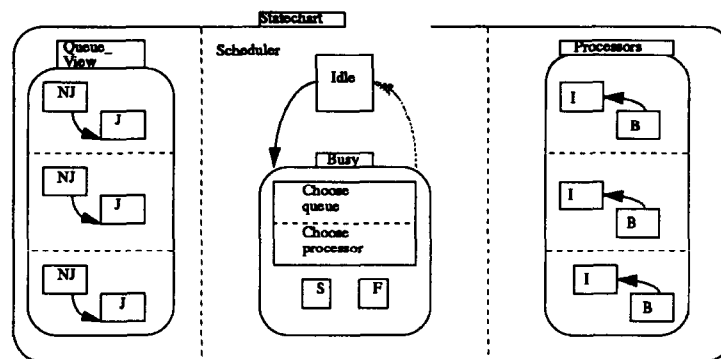 Statechart
Queue_
View
NJ
J
NJ
J
NJ
J
Scheduler
Idle
Busy
Choose
queue
Choose
processor
S
F
Processors
I
B
I
B
I
B